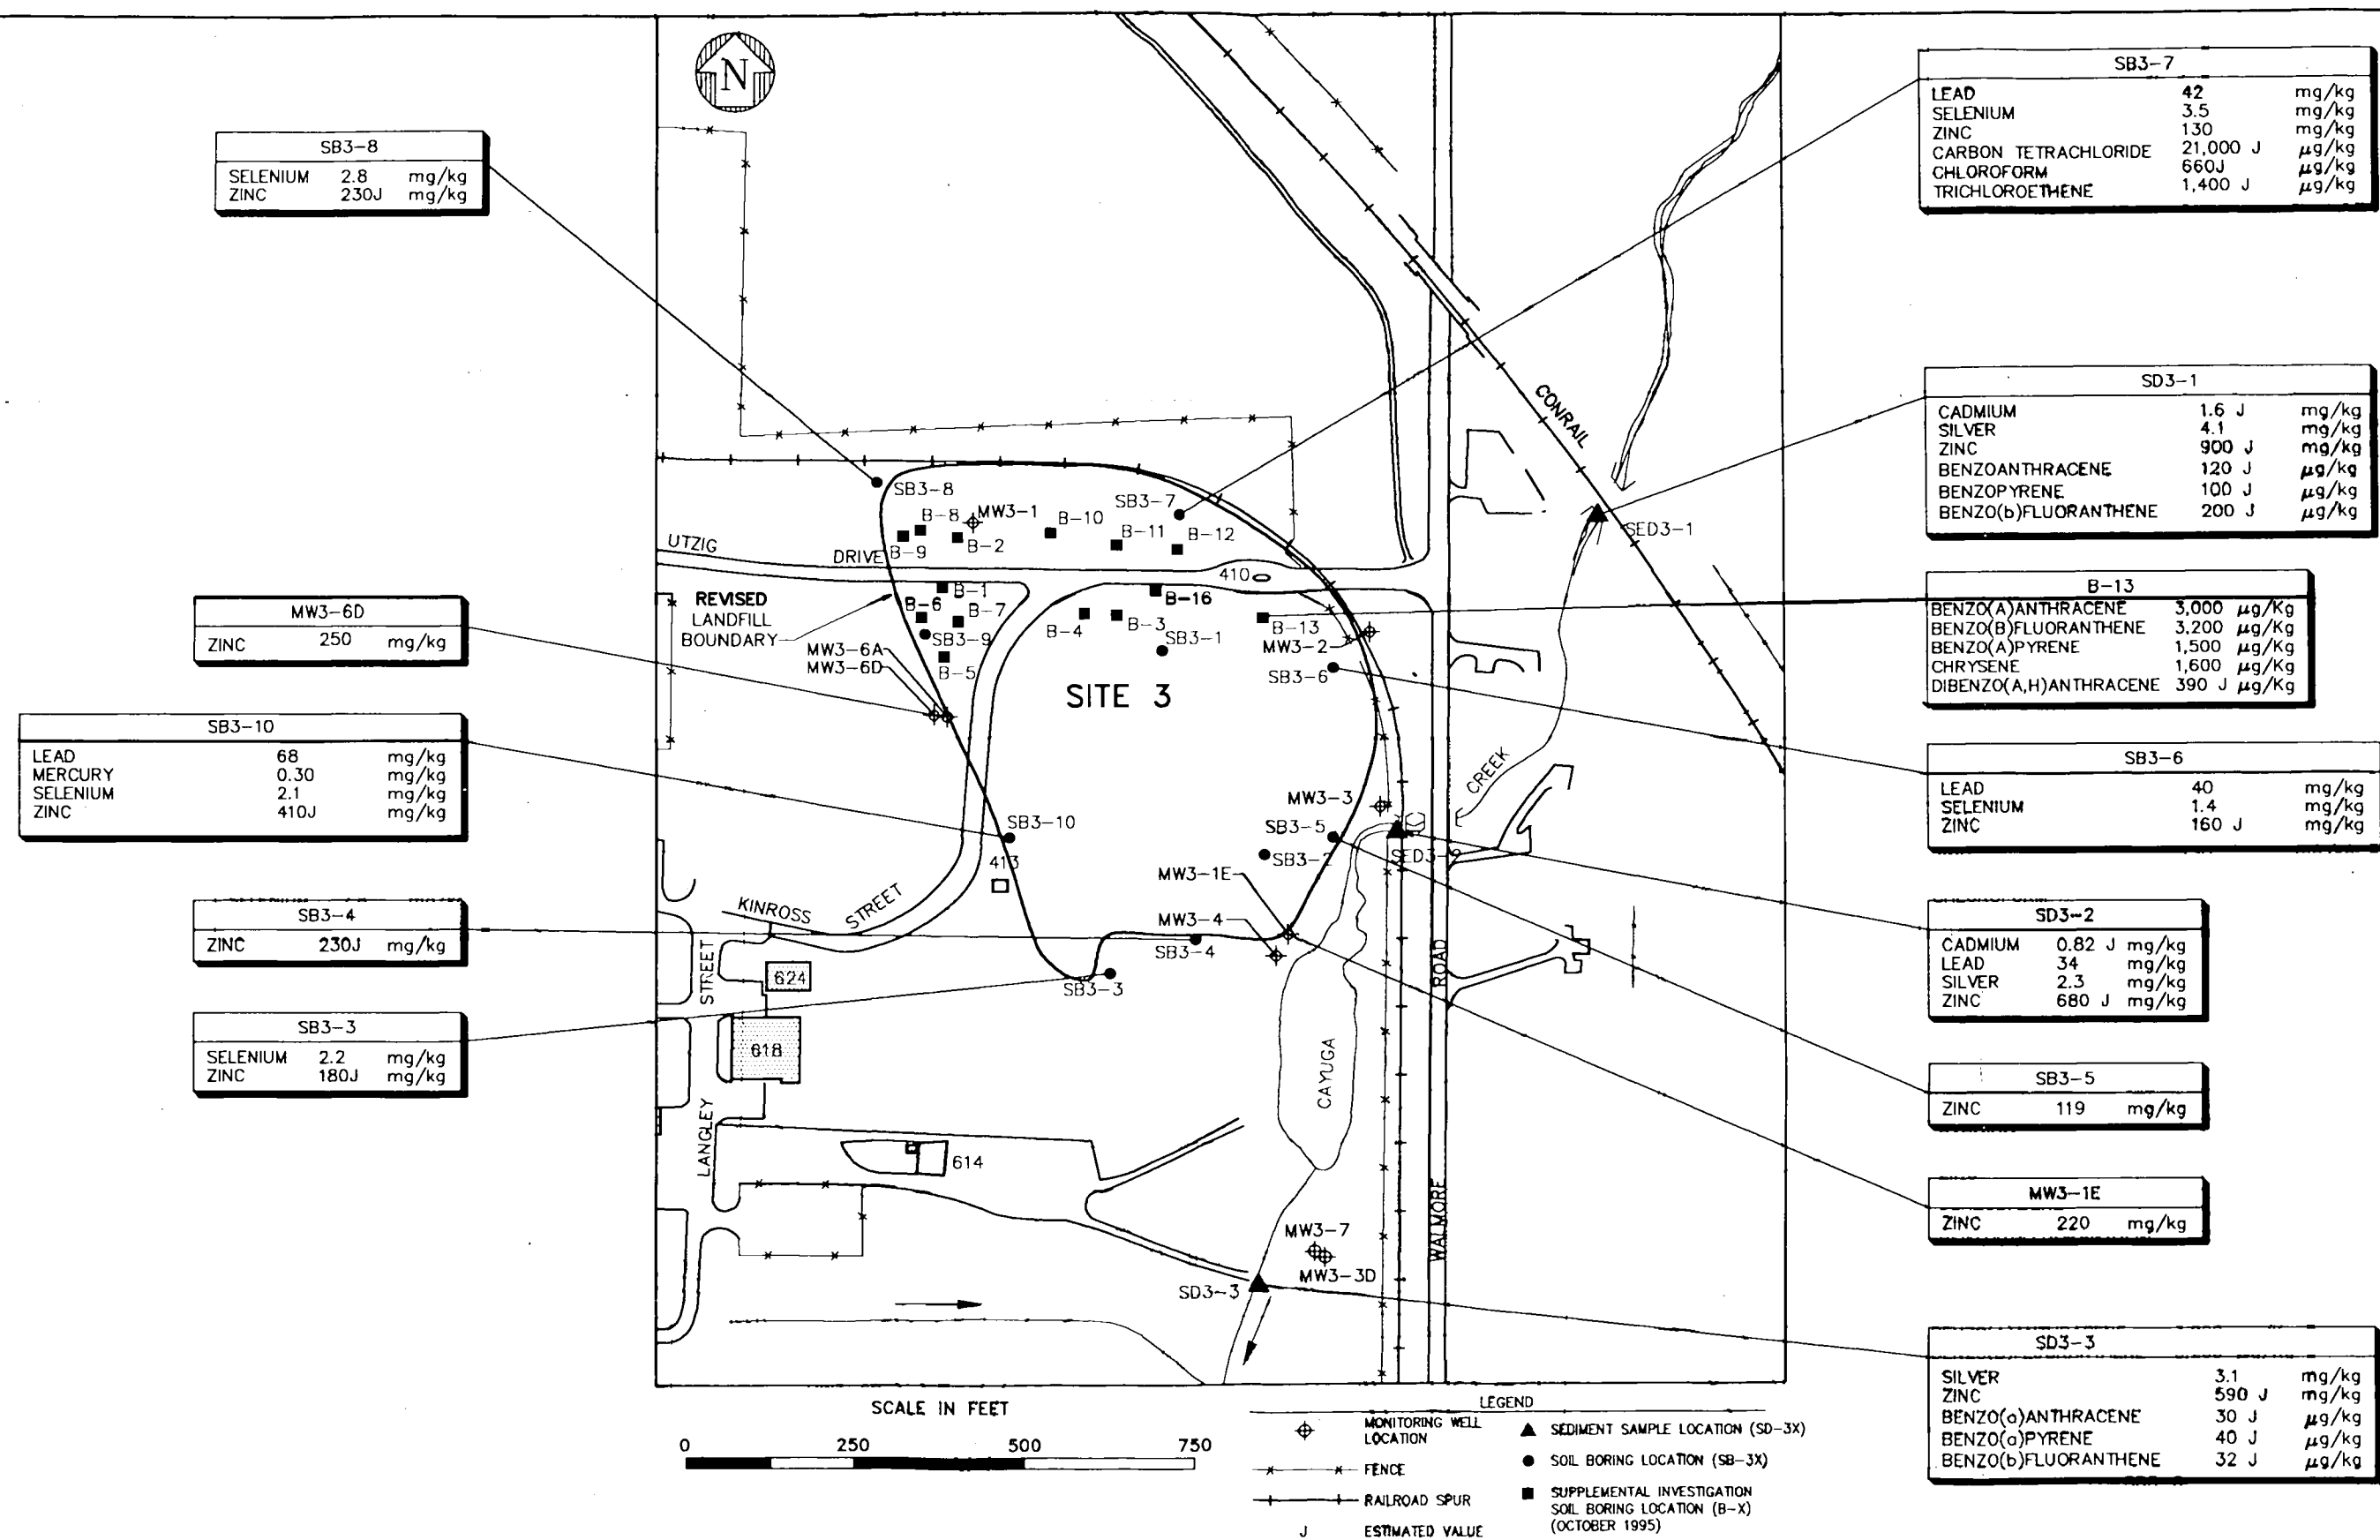 N
SB3-8
SELENIUM 2.8 mg/kg
ZINC 230J mg/kg
MW3-6D
ZINC 250 mg/kg
SB3-10
LEAD 68 mg/kg
MERCURY 0.30 mg/kg
SELENIUM 2.1 mg/kg
ZINC 410J mg/kg
SB3-4
ZINC 230J mg/kg
SB3-3
SELENIUM 2.2 mg/kg
ZINC 180J mg/kg
SB3-7
LEAD 42 mg/kg
SELENIUM 3.5 mg/kg
ZINC 130 mg/kg
CARBON TETRACHLORIDE 21,000 J µg/kg
CHLOROFORM 660J µg/kg
TRICHLOROETHENE 1,400 J µg/kg
SD3-1
CADMIUM 1.6 J mg/kg
SILVER 4.1 mg/kg
ZINC 900 J mg/kg
BENZOANTHRACENE 120 J µg/kg
BENZOPYRENE 100 J µg/kg
BENZO(b)FLUORANTHENE 200 J µg/kg
B-13
BENZO(A)ANTHRACENE 3,000 µg/Kg
BENZO(B)FLUORANTHENE 3,200 µg/Kg
BENZO(A)PYRENE 1,500 µg/Kg
CHRYSENE 1,600 µg/Kg
DIBENZO(A,H)ANTHRACENE 390 J µg/Kg
SB3-6
LEAD 40 mg/kg
SELENIUM 1.4 mg/kg
ZINC 160 J mg/kg
SD3-2
CADMIUM 0.82 J mg/kg
LEAD 34 mg/kg
SILVER 2.3 mg/kg
ZINC 680 J mg/kg
SB3-5
ZINC 119 mg/kg
MW3-1E
ZINC 220 mg/kg
SD3-3
SILVER 3.1 mg/kg
ZINC 590 J mg/kg
BENZO(a)ANTHRACENE 30 J µg/kg
BENZO(a)PYRENE 40 J µg/kg
BENZO(b)FLUORANTHENE 32 J µg/kg
CONRAIL
SB3-8
B-8
MW3-1
B-10
SB3-7
B-9
B-2
B-11
B-12
SED3-1
UTZIG
DRIVE
410
REVISED
LANDFILL
BOUNDARY
B-1
B-6
B-7
B-16
SB3-9
B-4
B-3
B-13
SB3-1
MW3-2
MW3-6A
MW3-6D
B-5
SB3-6
SITE 3
CREEK
MW3-3
SB3-10
SB3-5
SB3-2
SED3-2
413
MW3-1E
KINROSS
STREET
MW3-4
SB3-4
SB3-3
624
STREET
ROAD
618
CAYUGA
LANGLEY
614
WALMORE
MW3-7
MW3-3D
SD3-3
SCALE IN FEET
0 250 500 750
LEGEND
MONITORING WELL
LOCATION
FENCE
RAILROAD SPUR
J ESTIMATED VALUE
SEDIMENT SAMPLE LOCATION (SD-3X)
SOIL BORING LOCATION (SB-3X)
SUPPLEMENTAL INVESTIGATION
SOIL BORING LOCATION (B-X)
(OCTOBER 1995)